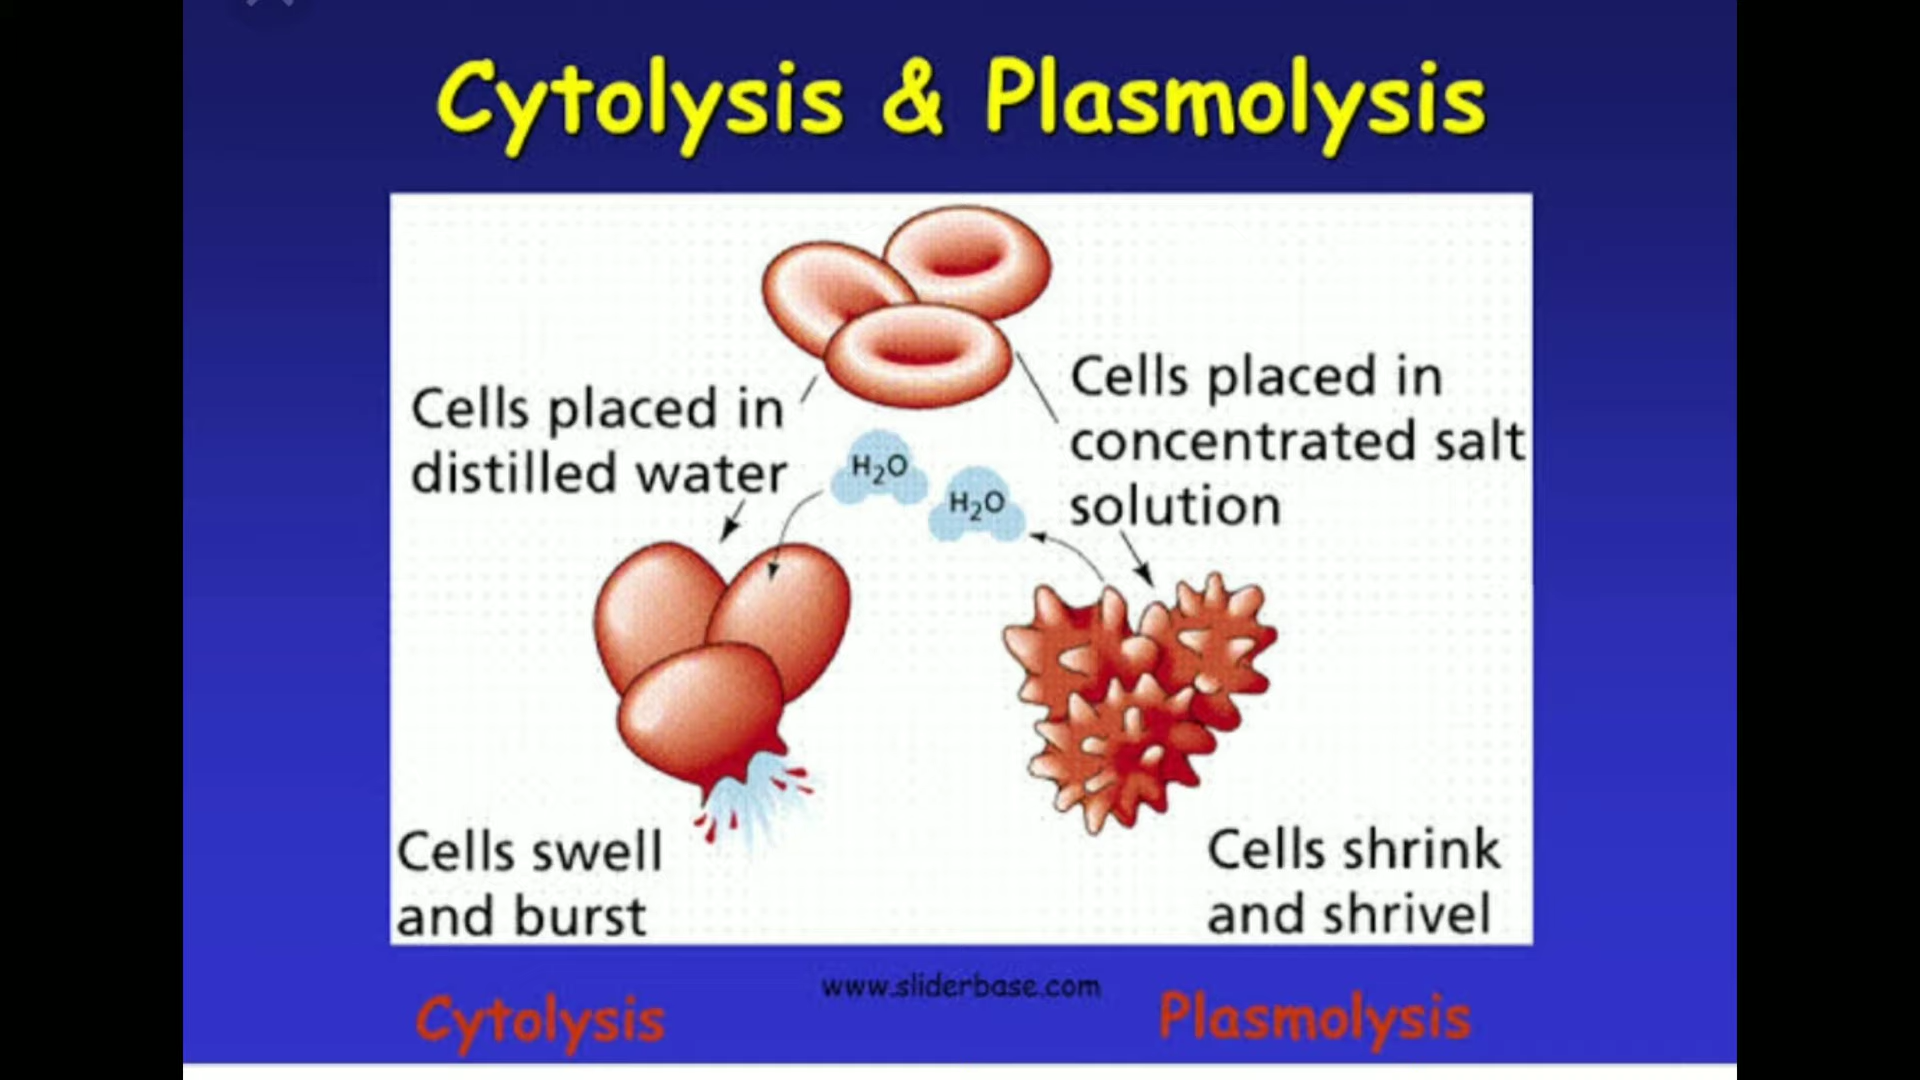 Cytolysis & Plasmolysis
Cells placed in
distilled water
Cells placed in
concentrated salt
solution
H₂O
H₂O
Cells swell
and burst
Cells shrink
and shrivel
www.sliderbase.com
Cytolysis
Plasmolysis